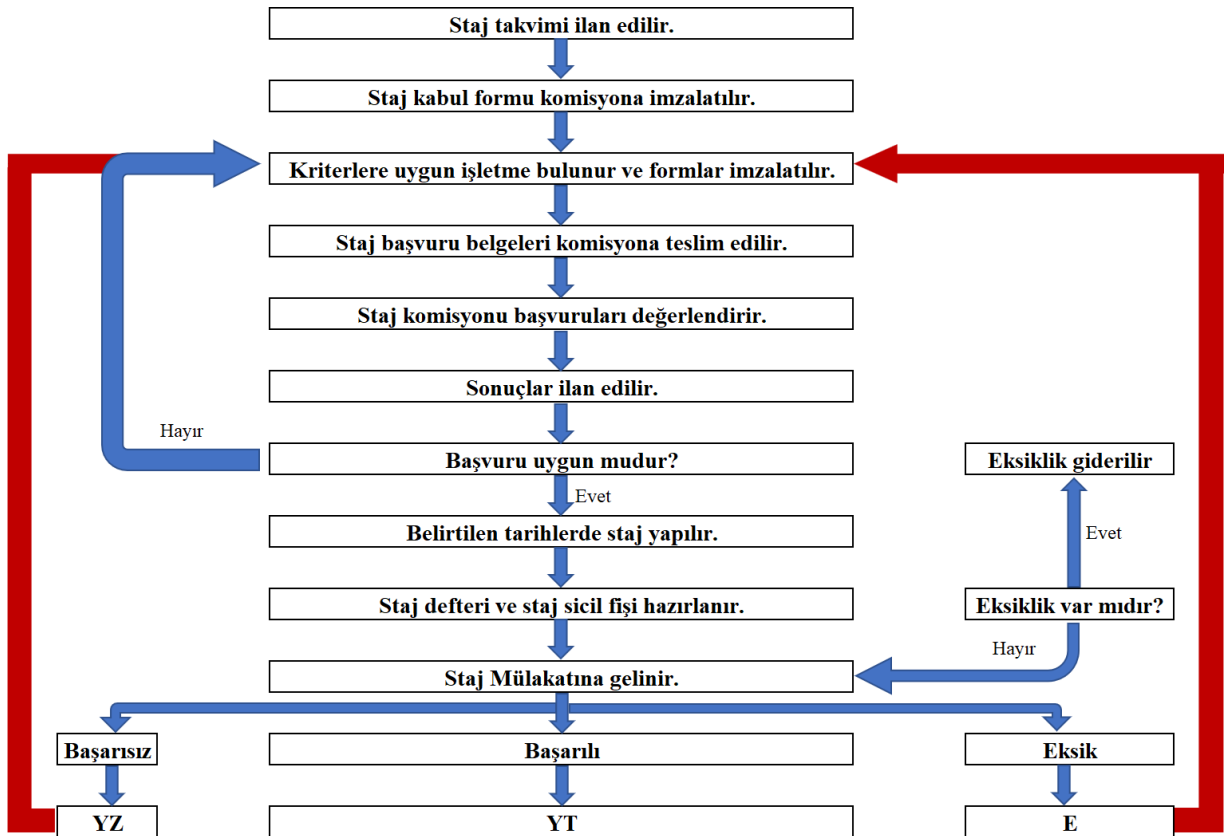 Staj takvimi ilan edilir.
Staj kabul formu komisyona imzalatılır.
Kriterlere uygun işletme bulunur ve formlar imzalatılır.
Staj başvuru belgeleri komisyona teslim edilir.
Staj komisyonu başvuruları değerlendirir.
Sonuçlar ilan edilir.
Hayır
Başvuru uygun mudur?
Eksiklik giderilir
Evet
Belirtilen tarihlerde staj yapılır.
Evet
Staj defteri ve staj sicil fişi hazırlanır.
Eksiklik var mıdır?
Hayır
Staj Mülakatına gelinir.
Başarısız
Başarılı
Eksik
YZ
YT
E